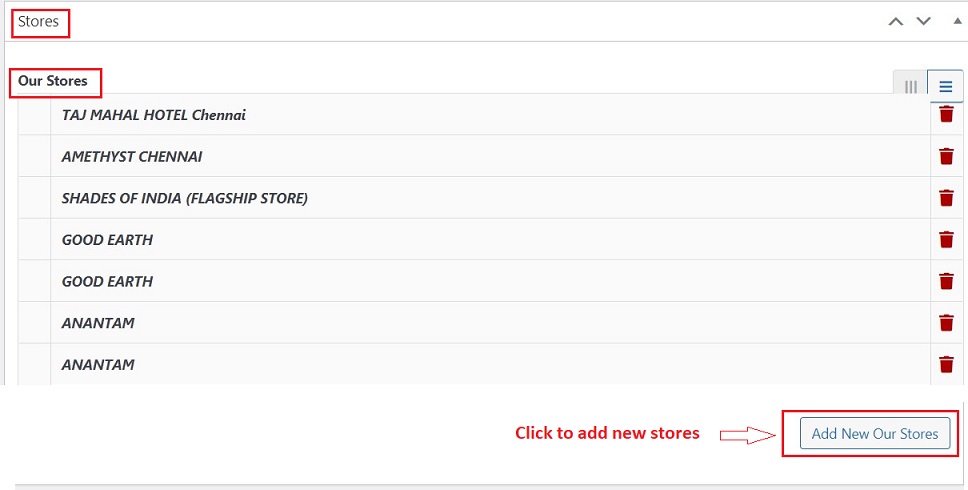 Stores
Our Stores
TAJ MAHAL HOTEL Chennai
AMETHYST CHENNAI
SHADES OF INDIA (FLAGSHIP STORE)
GOOD EARTH
GOOD EARTH
ANANTAM
ANANTAM
Click to add new stores
Add New Our Stores